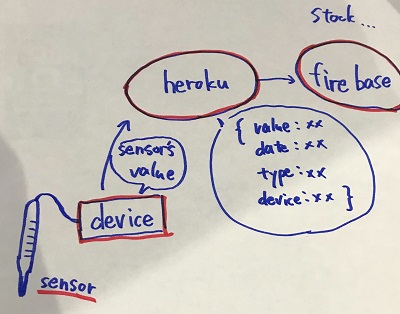 Stock...
heroku
fire base
sensor's
value
{ value: xx
date: xx
type: xx
device: xx }
device
sensor